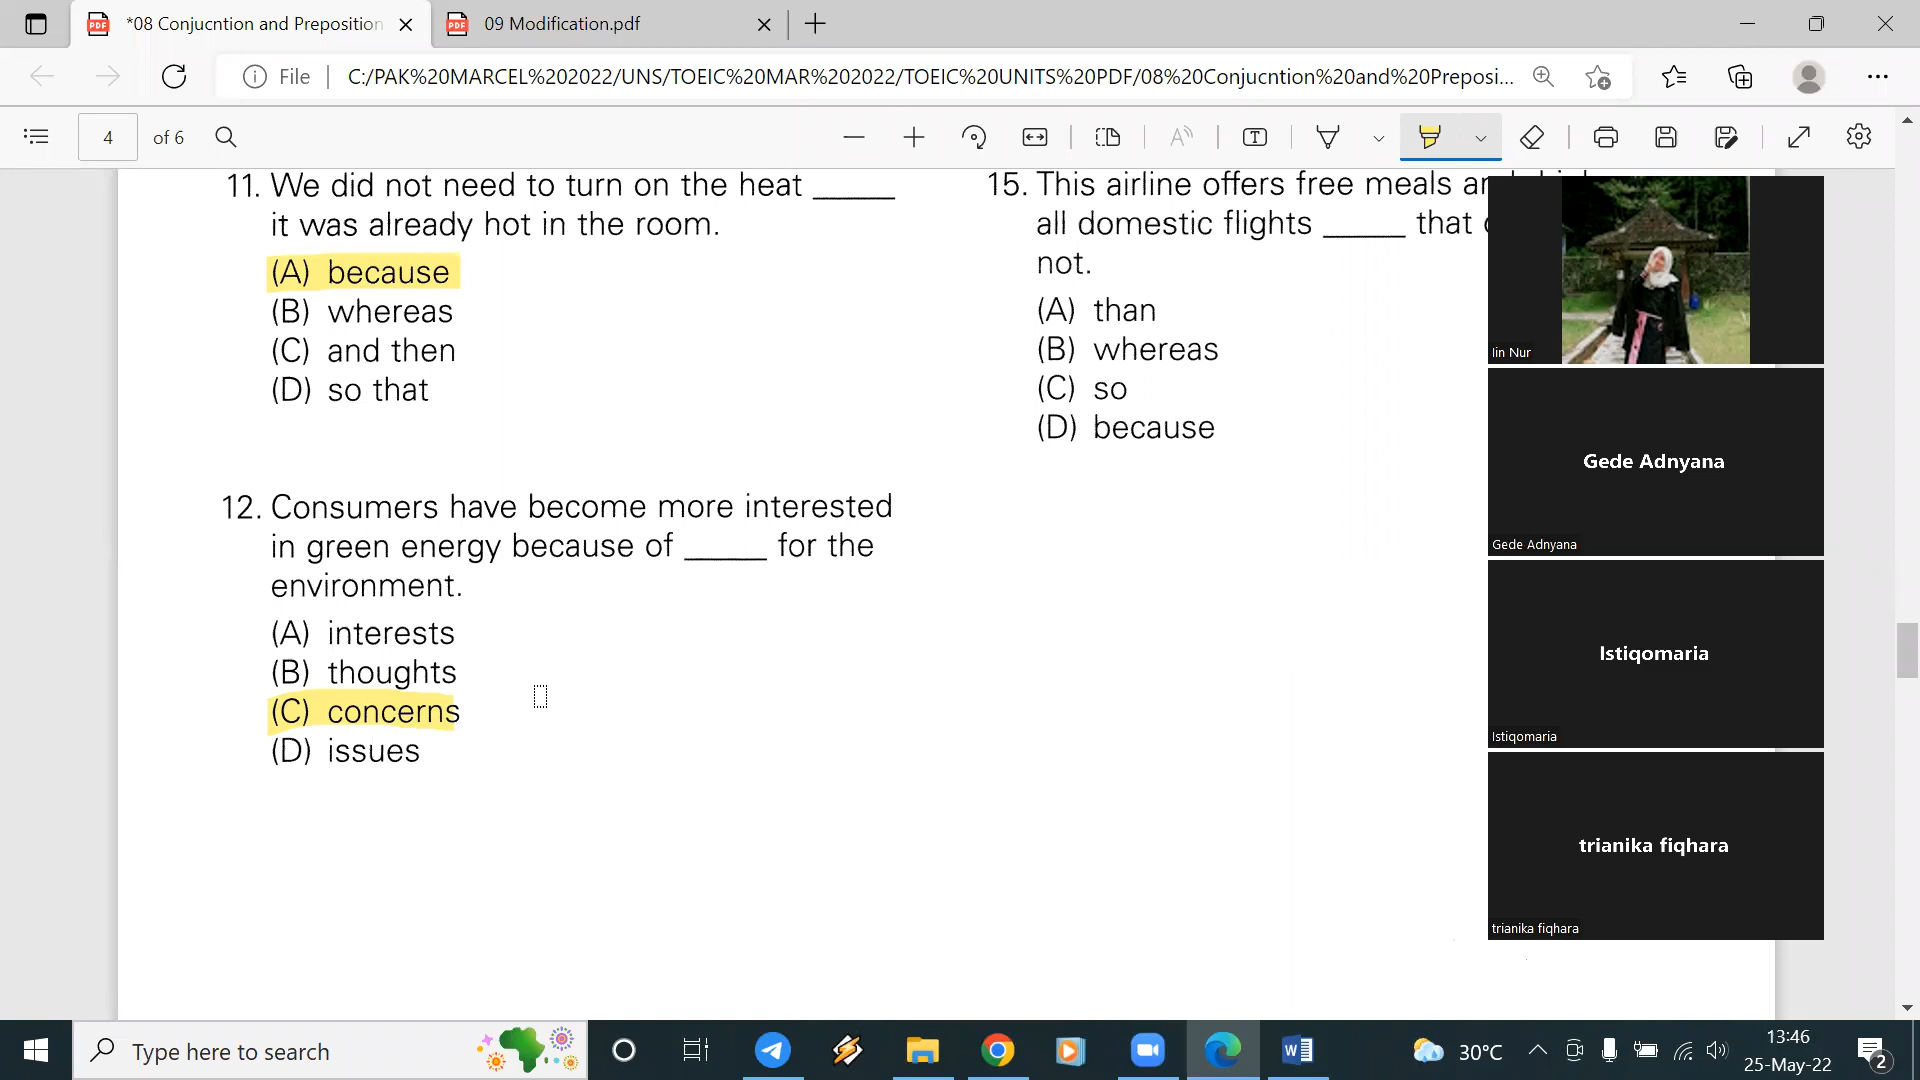 *08 Conjucntion and Preposition
09 Modification.pdf
File
C:/PAK%20MARCEL%202022/UNS/TOEIC%20MAR%202022/TOEIC%20UNITS%20PDF/08%20Conjucntion%20and%20Preposi...
4 of 6
11. We did not need to turn on the heat _____
it was already hot in the room.
(A) because
(B) whereas
(C) and then
(D) so that
12. Consumers have become more interested
in green energy because of _____ for the
environment.
(A) interests
(B) thoughts
(C) concerns
(D) issues
15. This airline offers free meals
all domestic flights _____ that
not.
(A) than
(B) whereas
(C) so
(D) because
Iin Nur
Gede Adnyana
Gede Adnyana
Istiqomaria
Istiqomaria
trianika fiqhara
trianika fiqhara
Type here to search
30°C
13:46
25-May-22
2